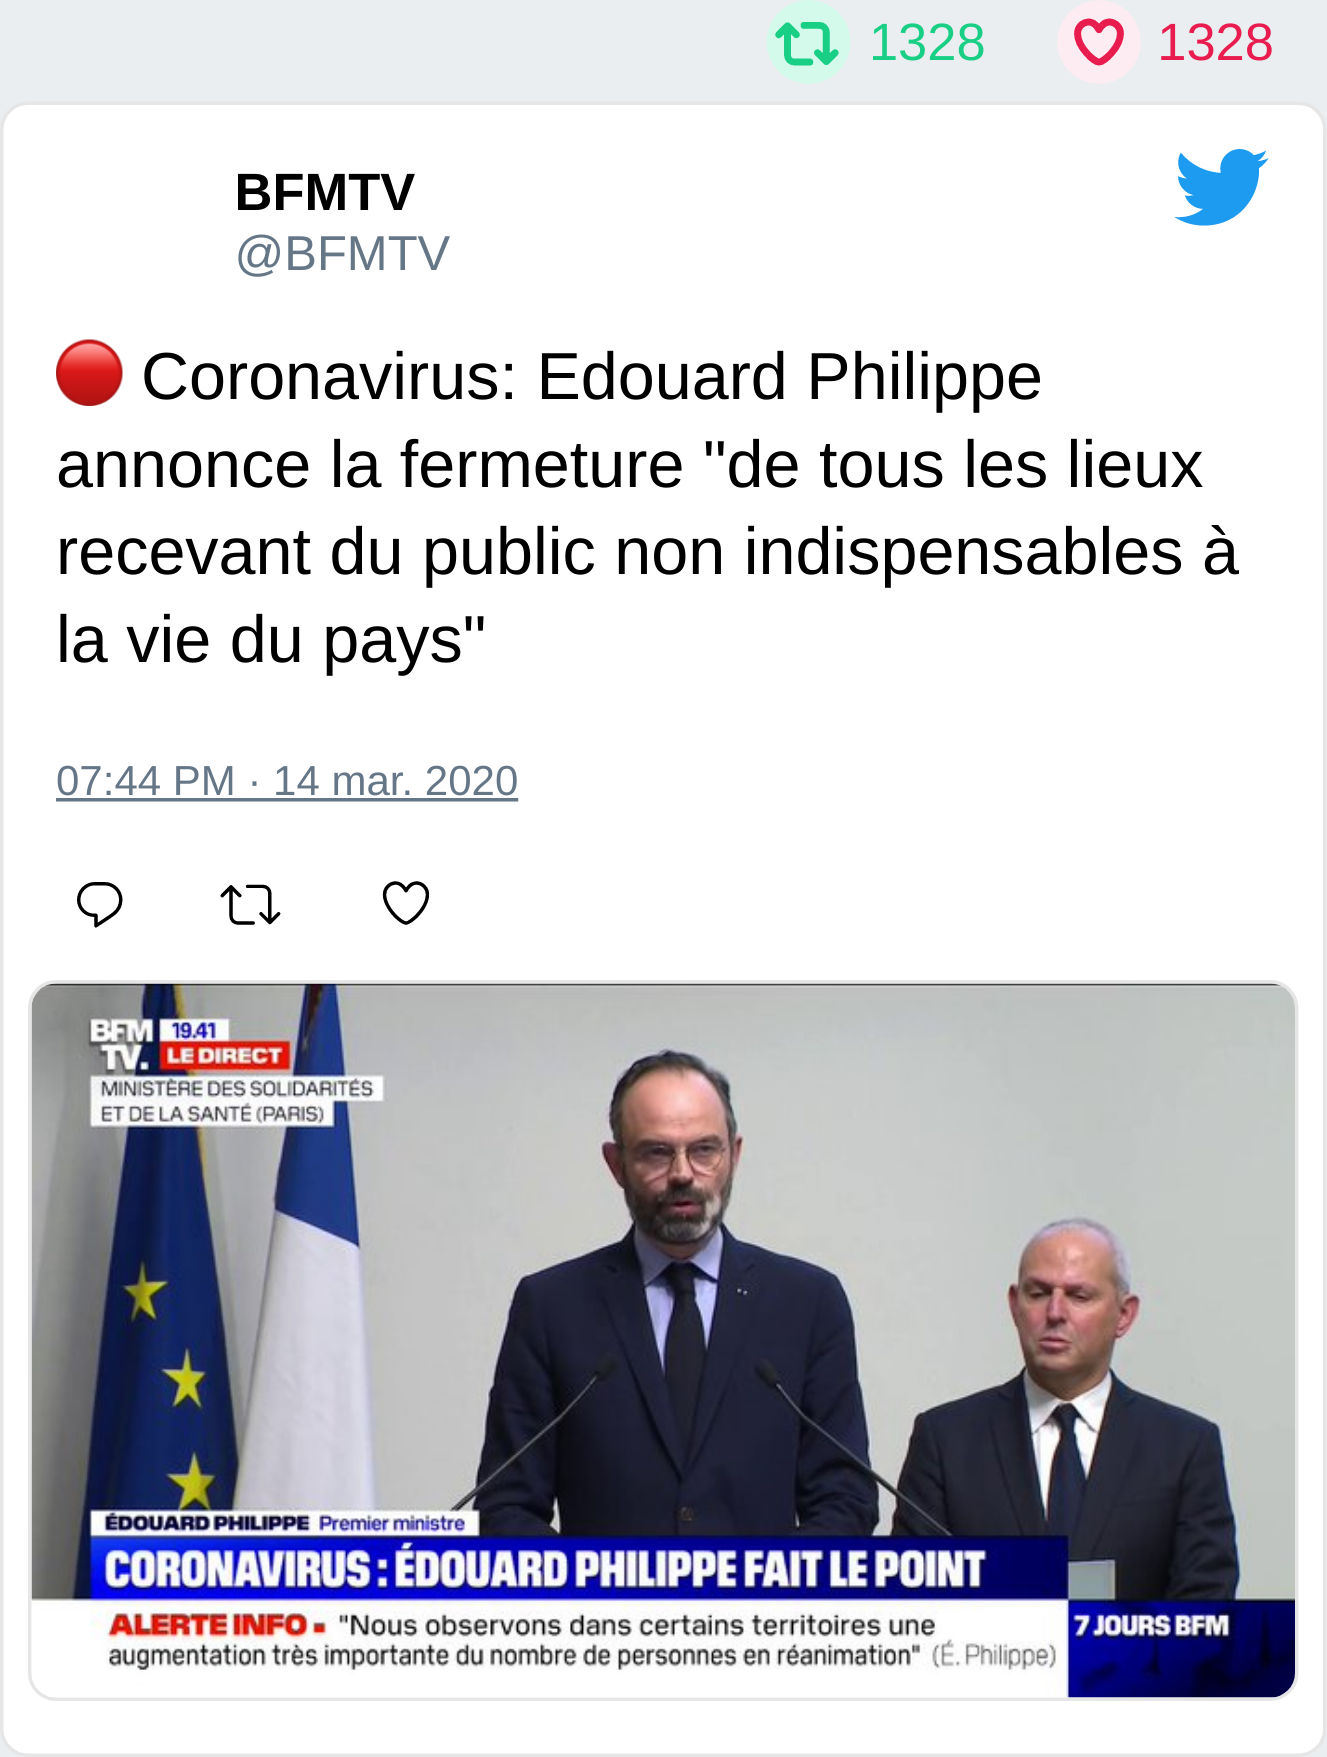 1328 1328
BFMTV
@BFMTV
🔴 Coronavirus: Edouard Philippe
annonce la fermeture "de tous les lieux
recevant du public non indispensables à
la vie du pays"
07:44 PM · 14 mar. 2020
BFM 19.41
TV. LE DIRECT
MINISTÈRE DES SOLIDARITÉS
ET DE LA SANTÉ (PARIS)
ÉDOUARD PHILIPPE Premier ministre
CORONAVIRUS : ÉDOUARD PHILIPPE FAIT LE POINT
ALERTE INFO - "Nous observons dans certains territoires une
augmentation très importante du nombre de personnes en réanimation" (É. Philippe)
7 JOURS BFM